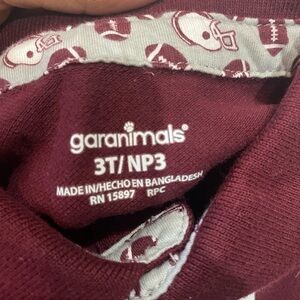 garanimals®
3T/ NP3
MADE IN/HECHO EN BANGLADESH
RN 15897 RPC